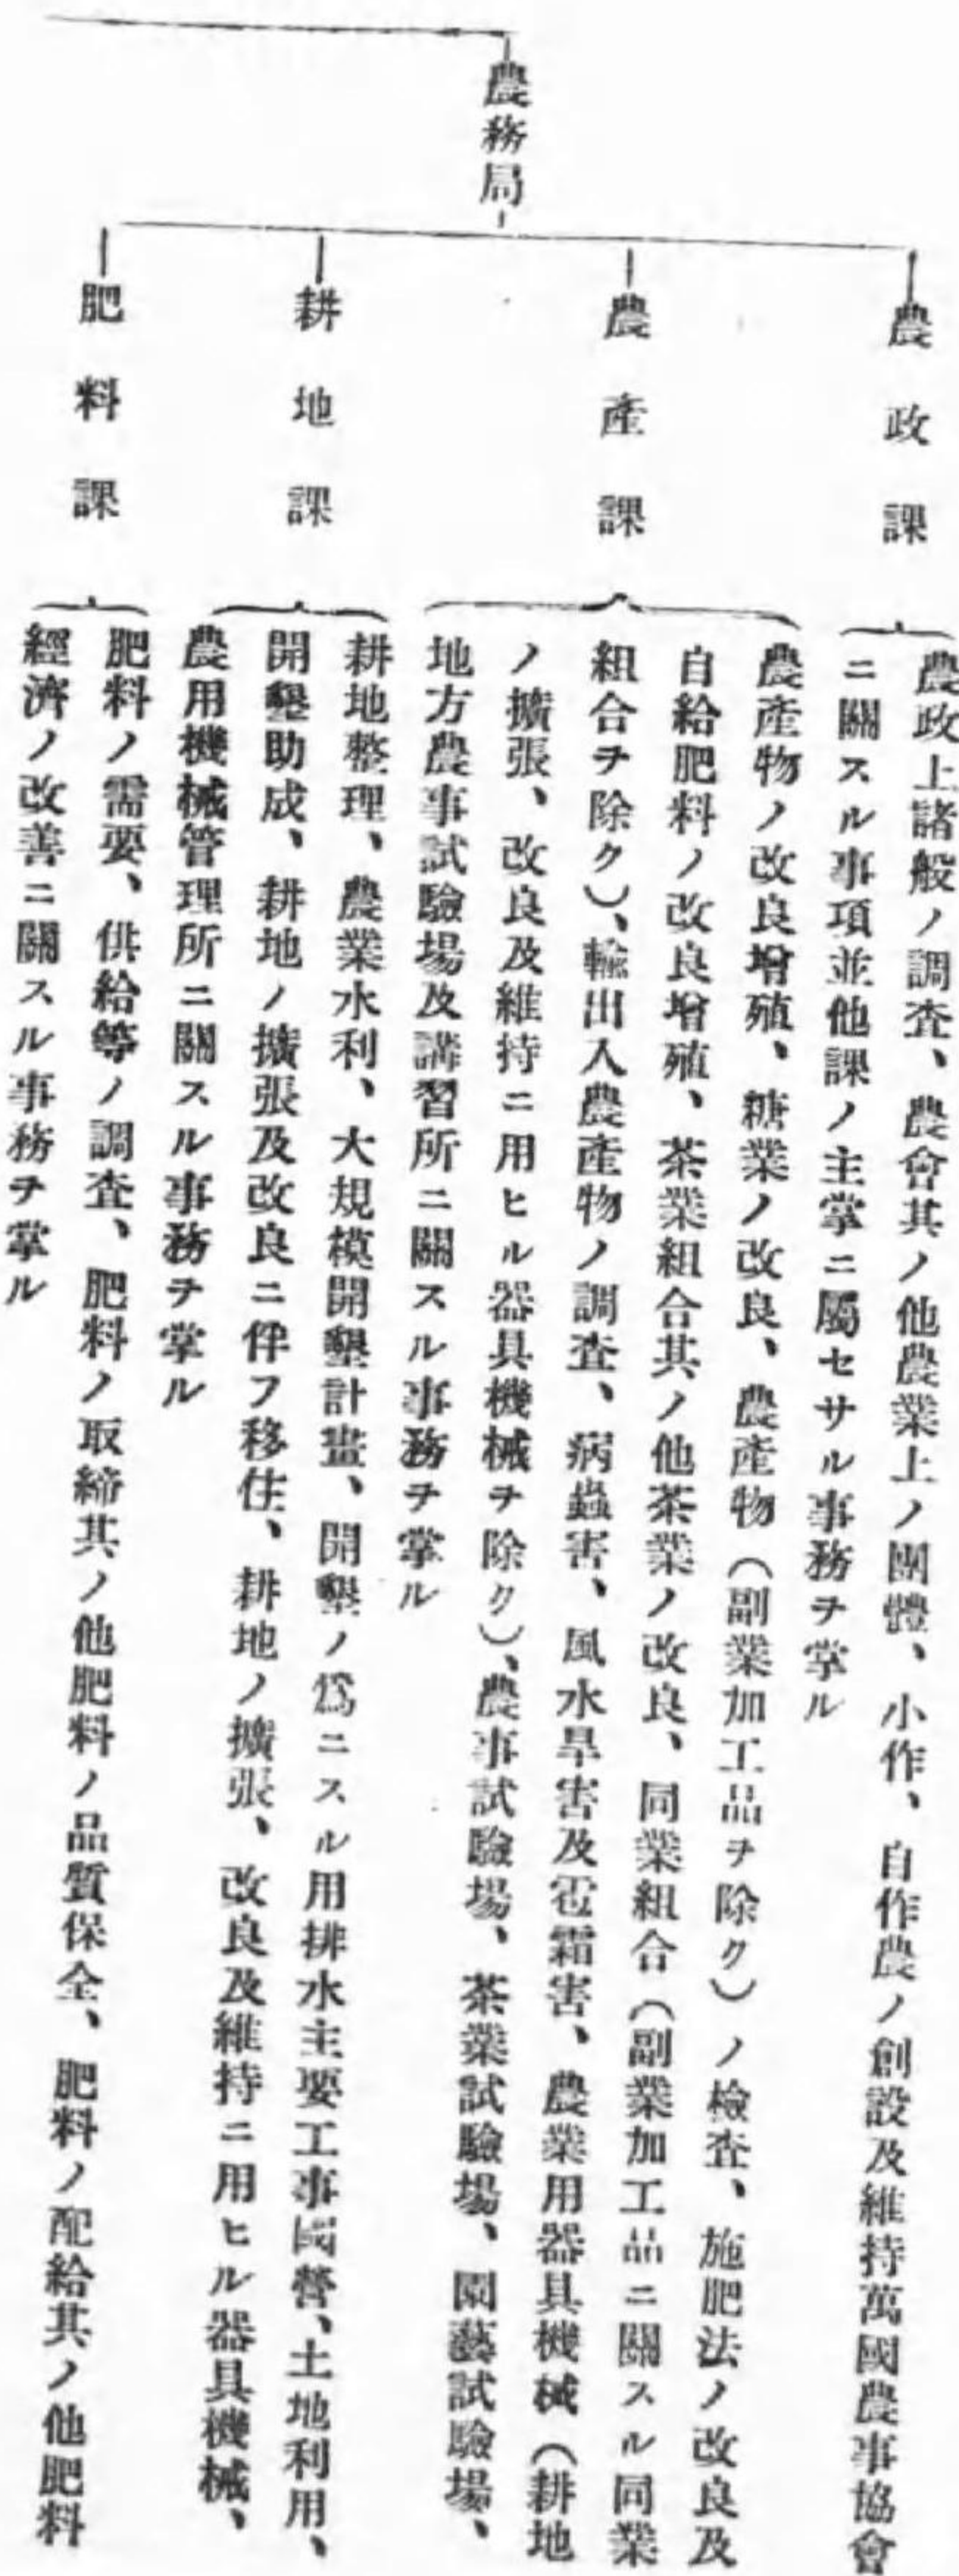 農務局
農政課
農政上諸般ノ調査、農會其ノ他農業上ノ團體、小作、自作農ノ創設及維持萬國農事協會
ニ關スル事項並他課ノ主掌ニ屬セサル事務ヲ掌ル
農產課
農產物ノ改良增殖、糖業ノ改良、農產物（副業加工品ヲ除ク）ノ檢査、施肥法ノ改良及
自給肥料ノ改良增殖、茶業組合其ノ他茶業ノ改良、同業組合（副業加工品ニ關スル同業
組合ヲ除ク）、輸出入農產物ノ調査、病蟲害、風水旱害及雹霜害、農業用器具機械（耕地
ノ擴張、改良及維持ニ用ヒル器具機械ヲ除ク）、農事試驗場、茶業試驗場、園藝試驗場、
地方農事試驗場及講習所ニ關スル事務ヲ掌ル
耕地課
耕地整理、農業水利、大規模開墾計畫、開墾ノ爲ニスル用排水主要工事國營、土地利用、
開墾助成、耕地ノ擴張及改良ニ伴フ移住、耕地ノ擴張、改良及維持ニ用ヒル器具機械、
農用機械管理所ニ關スル事務ヲ掌ル
肥料課
肥料ノ需要、供給等ノ調査、肥料ノ取締其ノ他肥料ノ品質保全、肥料ノ配給其ノ他肥料
經濟ノ改善ニ關スル事務ヲ掌ル